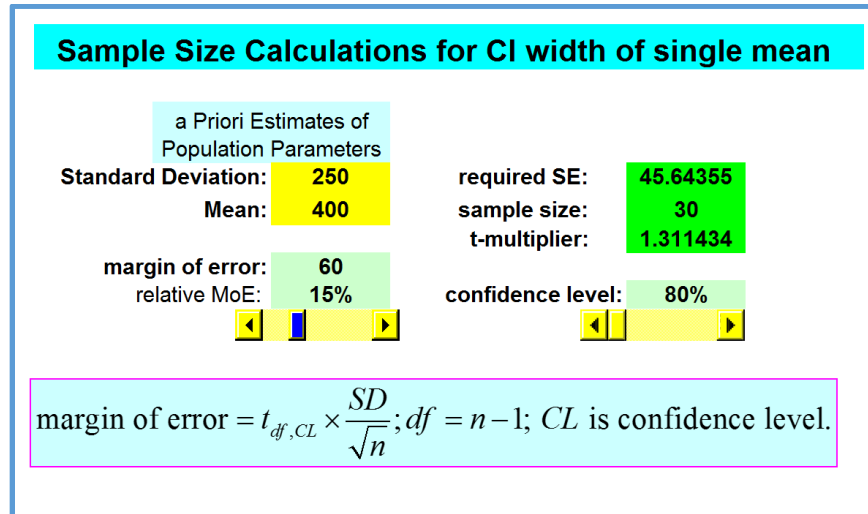 Sample Size Calculations for CI width of single mean
a Priori Estimates of
Population Parameters
Standard Deviation: 250 required SE: 45.64355
Mean: 400 sample size: 30
t-multiplier: 1.311434
margin of error: 60
relative MoE: 15% confidence level: 80%
margin of error = t_{df,CL} × SD/√n; df = n−1; CL is confidence level.